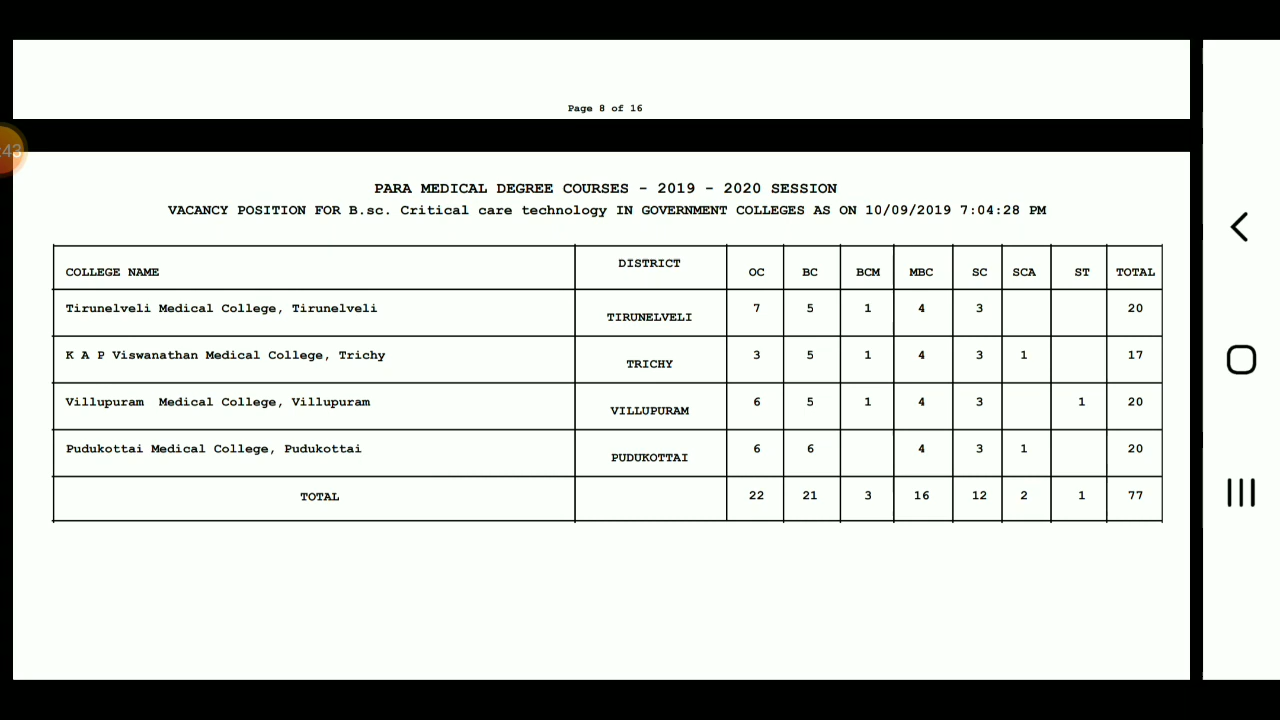 Page 8 of 16
:43
PARA MEDICAL DEGREE COURSES - 2019 - 2020 SESSION
VACANCY POSITION FOR B.sc. Critical care technology IN GOVERNMENT COLLEGES AS ON 10/09/2019 7:04:28 PM
COLLEGE NAME DISTRICT OC BC BCM MBC SC SCA ST TOTAL
Tirunelveli Medical College, Tirunelveli TIRUNELVELI 7 5 1 4 3 20
K A P Viswanathan Medical College, Trichy TRICHY 3 5 1 4 3 1 17
Villupuram Medical College, Villupuram VILLUPURAM 6 5 1 4 3 1 20
Pudukottai Medical College, Pudukottai PUDUKOTTAI 6 6 4 3 1 20
TOTAL 22 21 3 16 12 2 1 77